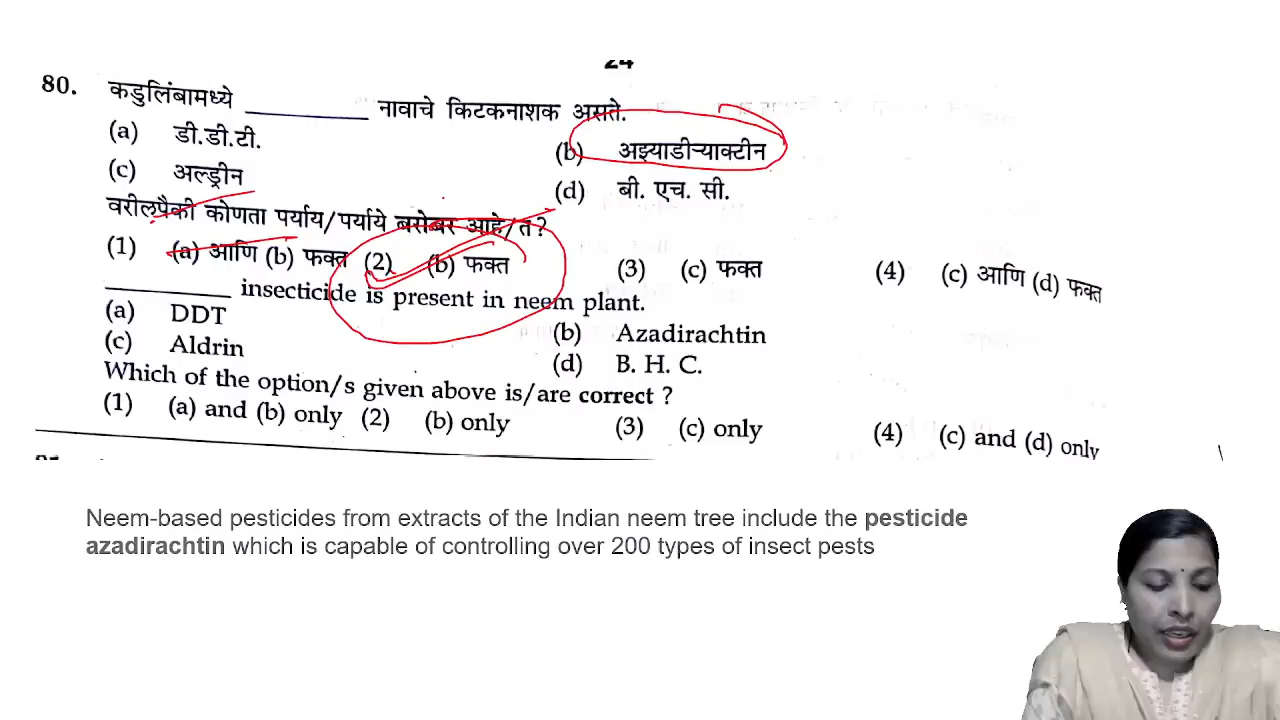 24
80. कडुलिंबामध्ये __________ नावाचे किटकनाशक असते.
(a) डी.डी.टी. (b) अझ्याडीऱ्याक्टीन
(c) अल्ड्रीन (d) बी. एच. सी.
वरीलपैकी कोणता पर्याय/पर्याये बरोबर आहे/त?
(1) (a) आणि (b) फक्त (2) (b) फक्त (3) (c) फक्त (4) (c) आणि (d) फक्त
__________ insecticide is present in neem plant.
(a) DDT (b) Azadirachtin
(c) Aldrin (d) B. H. C.
Which of the option/s given above is/are correct ?
(1) (a) and (b) only (2) (b) only (3) (c) only (4) (c) and (d) only
Neem-based pesticides from extracts of the Indian neem tree include the pesticide
azadirachtin which is capable of controlling over 200 types of insect pests